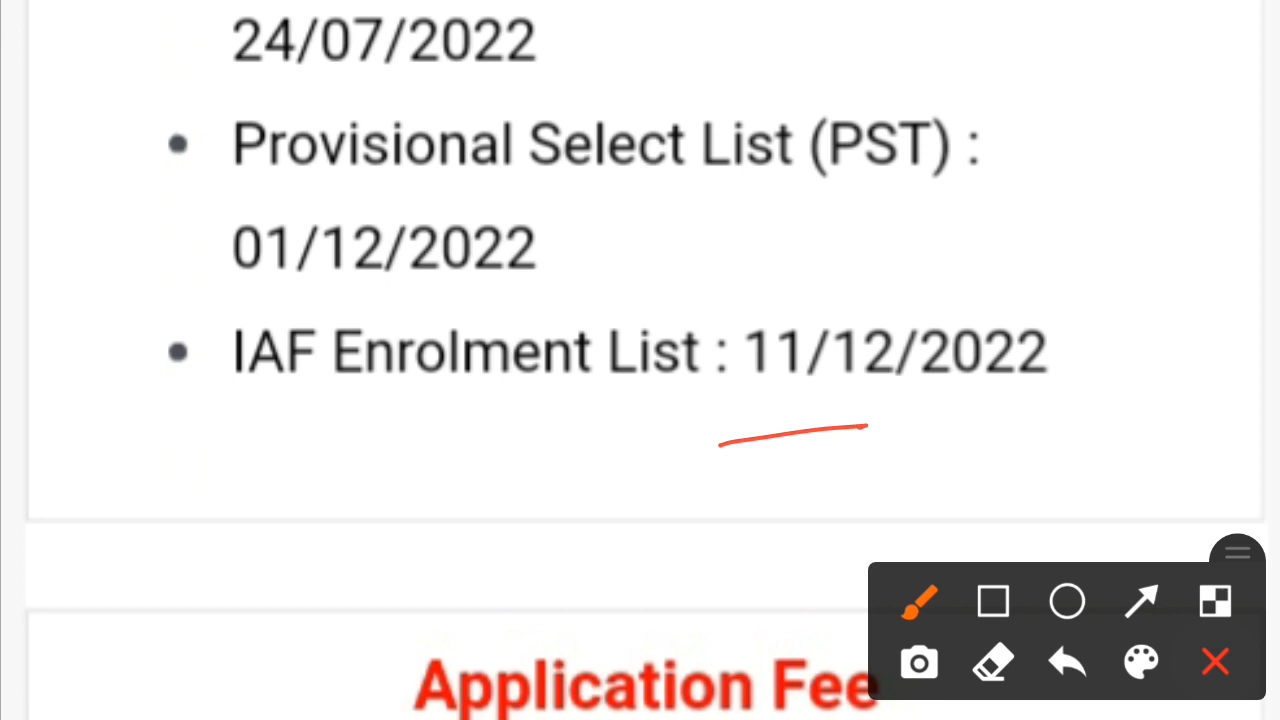 24/07/2022
Provisional Select List (PST) :
01/12/2022
IAF Enrolment List : 11/12/2022
Application Fee